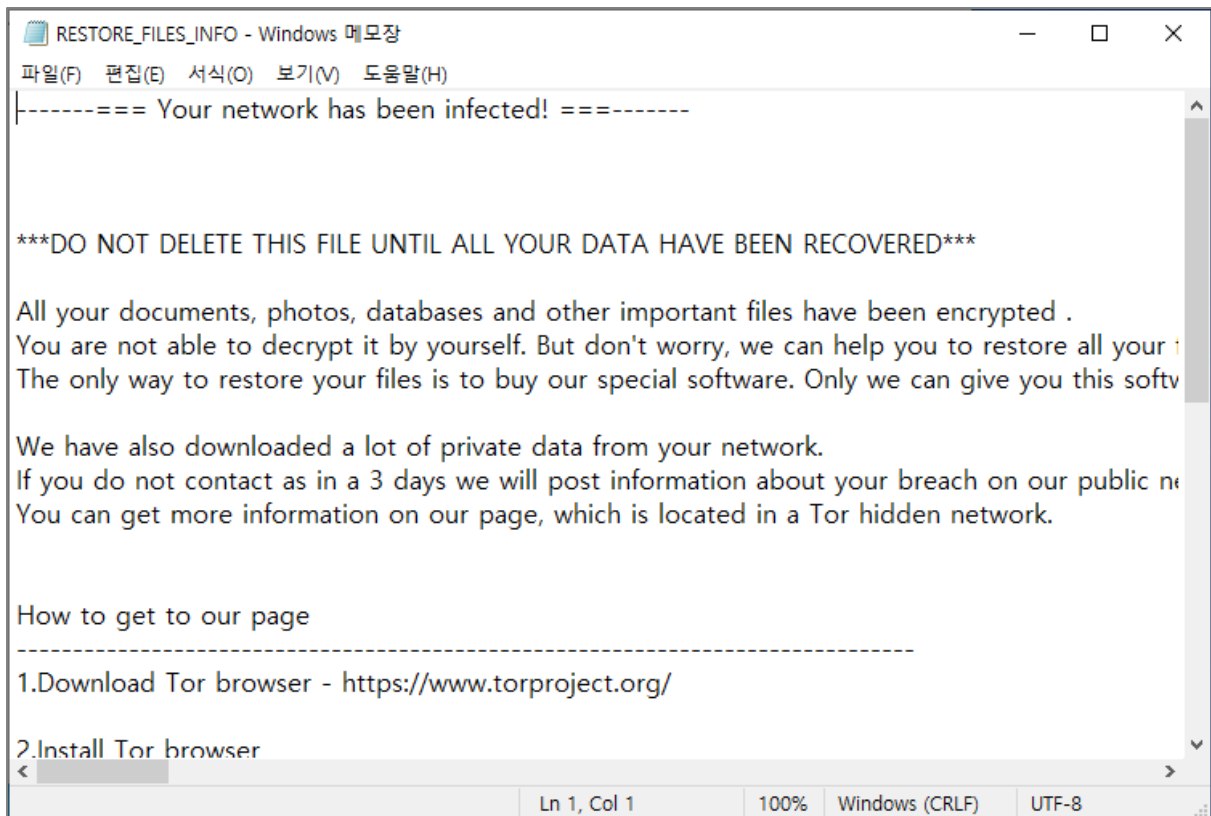 RESTORE_FILES_INFO - Windows 메모장
파일(F) 편집(E) 서식(O) 보기(V) 도움말(H)
-------=== Your network has been infected! ===-------
***DO NOT DELETE THIS FILE UNTIL ALL YOUR DATA HAVE BEEN RECOVERED***
All your documents, photos, databases and other important files have been encrypted .
You are not able to decrypt it by yourself. But don't worry, we can help you to restore all your
The only way to restore your files is to buy our special software. Only we can give you this
We have also downloaded a lot of private data from your network.
If you do not contact as in a 3 days we will post information about your breach on our public
You can get more information on our page, which is located in a Tor hidden network.
How to get to our page
--------------------------------------------------------------------------------
1.Download Tor browser - https://www.torproject.org/
2.Install Tor browser
Ln 1, Col 1 100% Windows (CRLF) UTF-8